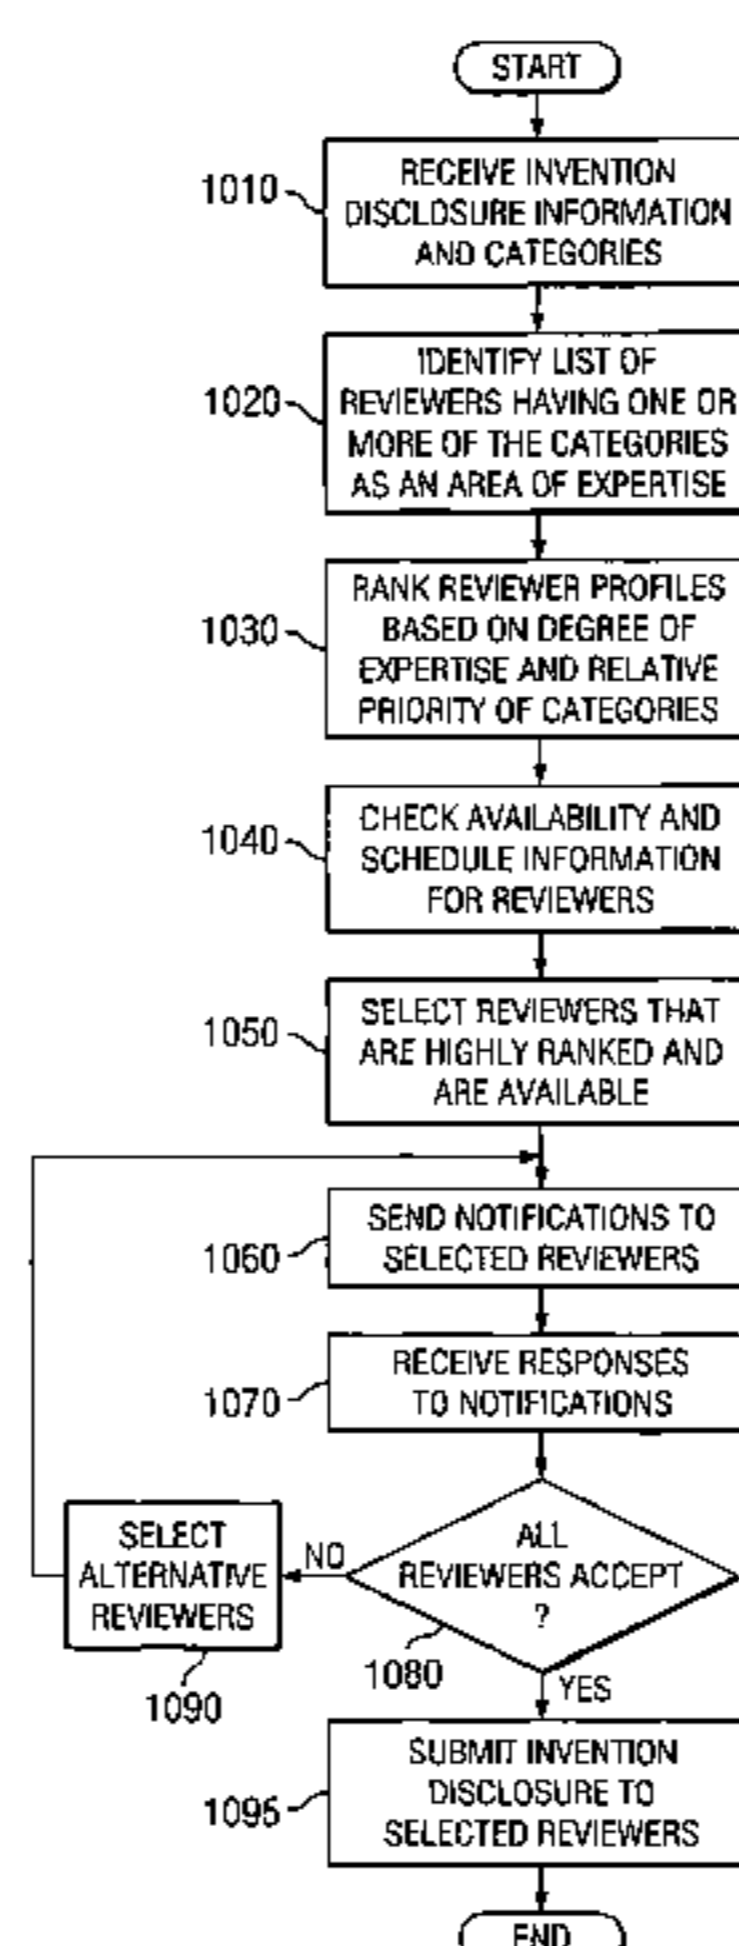 START
1010
RECEIVE INVENTION
DISCLOSURE INFORMATION
AND CATEGORIES
1020
IDENTIFY LIST OF
REVIEWERS HAVING ONE OR
MORE OF THE CATEGORIES
AS AN AREA OF EXPERTISE
1030
RANK REVIEWER PROFILES
BASED ON DEGREE OF
EXPERTISE AND RELATIVE
PRIORITY OF CATEGORIES
1040
CHECK AVAILABILITY AND
SCHEDULE INFORMATION
FOR REVIEWERS
1050
SELECT REVIEWERS THAT
ARE HIGHLY RANKED AND
ARE AVAILABLE
1060
SEND NOTIFICATIONS TO
SELECTED REVIEWERS
1070
RECEIVE RESPONSES
TO NOTIFICATIONS
ALL
REVIEWERS ACCEPT
?
1080
NO
SELECT
ALTERNATIVE
REVIEWERS
1090
YES
1095
SUBMIT INVENTION
DISCLOSURE TO
SELECTED REVIEWERS
END